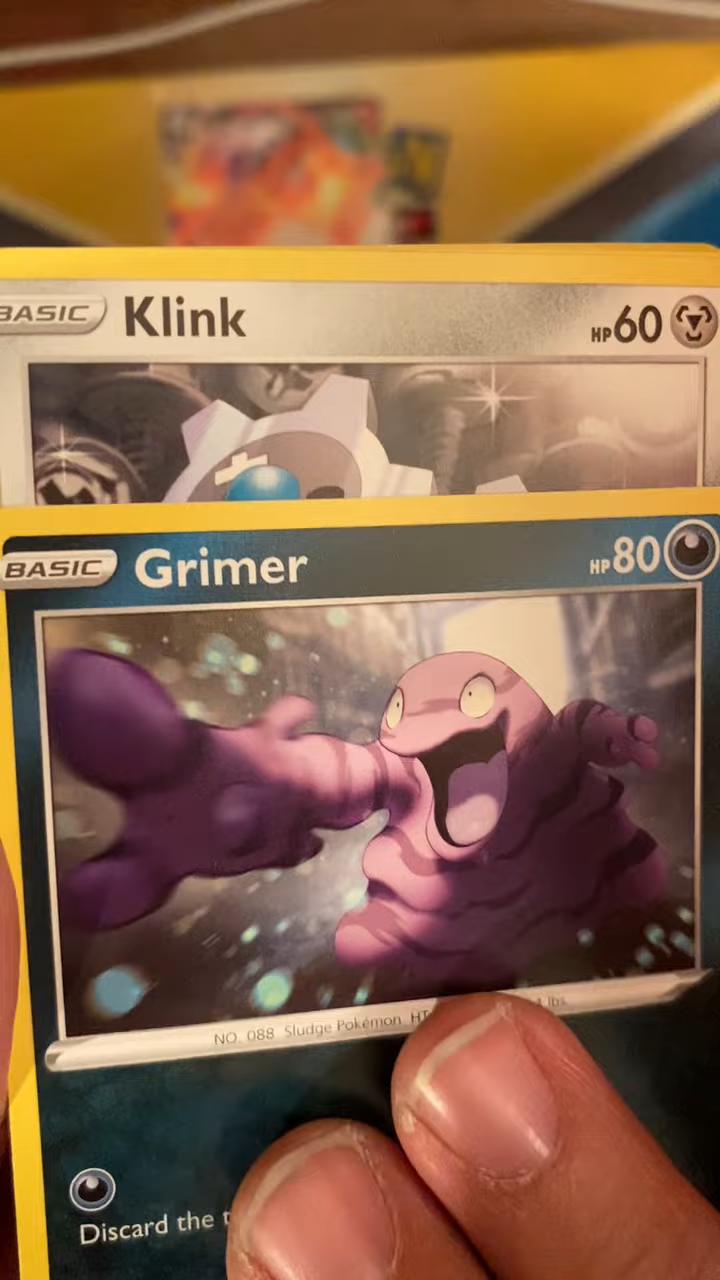 BASIC Klink HP 60
BASIC Grimer HP 80
NO. 088 Sludge Pokémon HT lbs.
Discard the